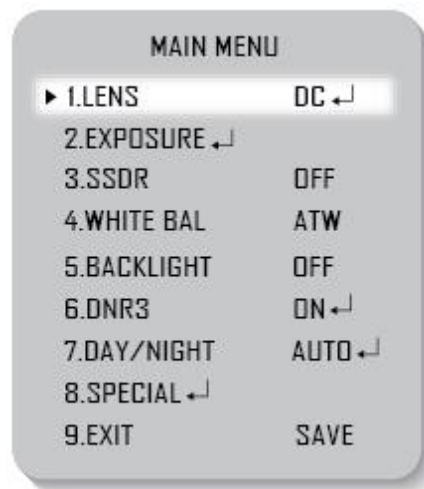 MAIN MENU
▶ 1.LENS DC ↵
2.EXPOSURE ↵
3.SSDR OFF
4.WHITE BAL ATW
5.BACKLIGHT OFF
6.DNR3 ON ↵
7.DAY/NIGHT AUTO ↵
8.SPECIAL ↵
9.EXIT SAVE